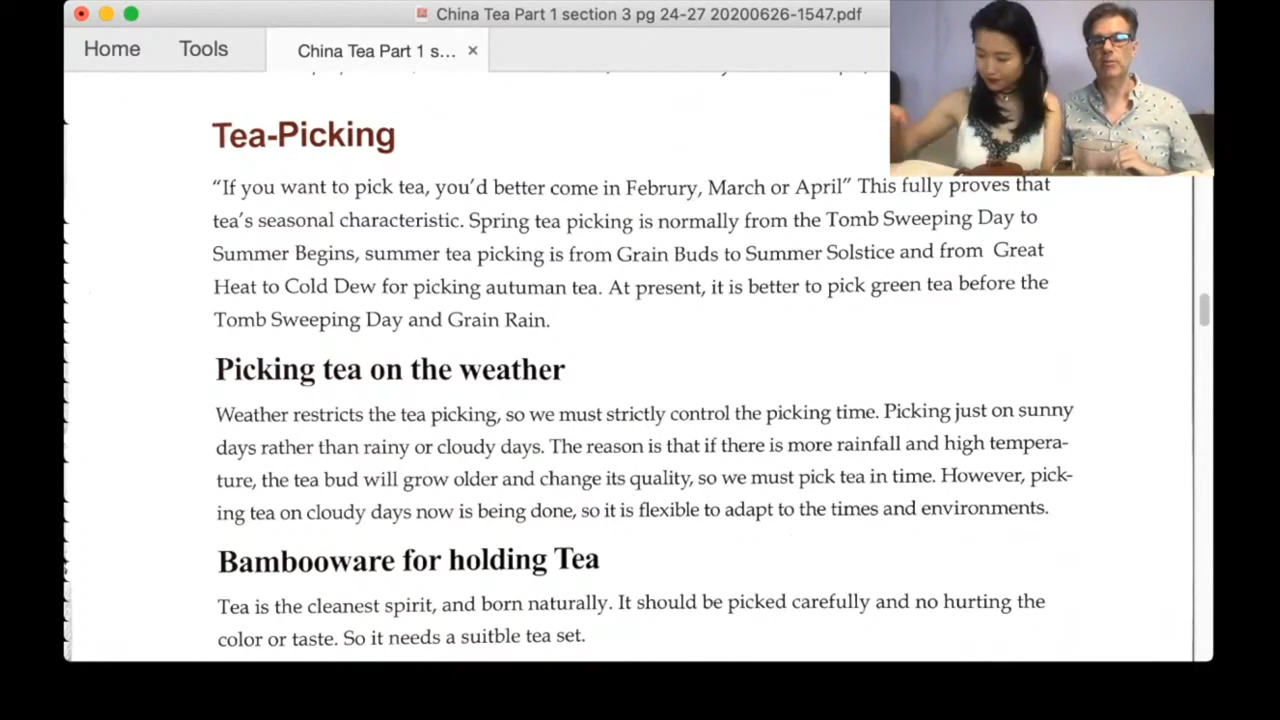 China Tea Part 1 section 3 pg 24-27 20200626-1547.pdf
Home Tools China Tea Part 1 s... ×
Tea-Picking
“If you want to pick tea, you’d better come in Februry, March or April” This fully proves that
tea’s seasonal characteristic. Spring tea picking is normally from the Tomb Sweeping Day to
Summer Begins, summer tea picking is from Grain Buds to Summer Solstice and from Great
Heat to Cold Dew for picking autuman tea. At present, it is better to pick green tea before the
Tomb Sweeping Day and Grain Rain.
Picking tea on the weather
Weather restricts the tea picking, so we must strictly control the picking time. Picking just on sunny
days rather than rainy or cloudy days. The reason is that if there is more rainfall and high tempera-
ture, the tea bud will grow older and change its quality, so we must pick tea in time. However, pick-
ing tea on cloudy days now is being done, so it is flexible to adapt to the times and environments.
Bambooware for holding Tea
Tea is the cleanest spirit, and born naturally. It should be picked carefully and no hurting the
color or taste. So it needs a suitble tea set.